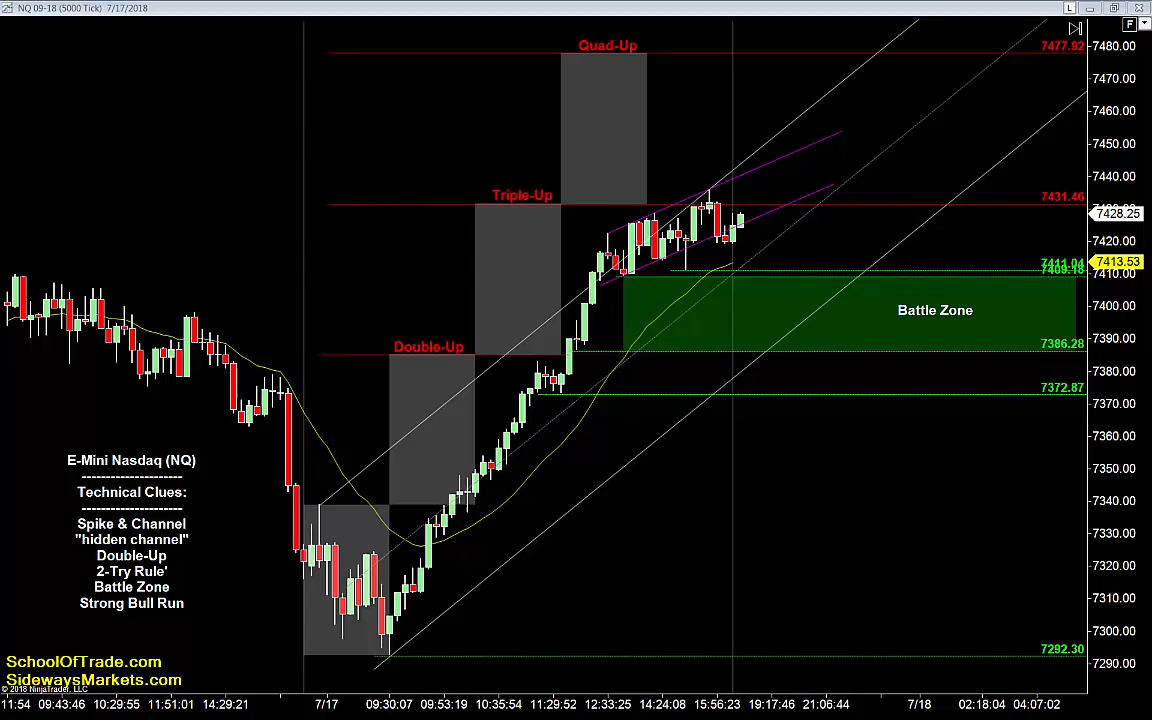 NQ 09-18 (5000 Tick)  7/17/2018
L
F
Quad-Up
7477.92
7480.00
7470.00
7460.00
7450.00
7440.00
Triple-Up
7431.46
7428.25
7420.00
7411.04
7413.53
7409.18
7410.00
Battle Zone
7400.00
7390.00
Double-Up
7386.28
7380.00
7372.87
7370.00
7360.00
7350.00
7340.00
7330.00
7320.00
7310.00
7300.00
7292.30
7290.00
E-Mini Nasdaq (NQ)
---------------------
Technical Clues:
---------------------
Spike & Channel
"hidden channel"
Double-Up
2-Try Rule'
Battle Zone
Strong Bull Run
SchoolOfTrade.com
SidewaysMarkets.com
© 2018 NinjaTrader, LLC
11:54 09:43:46 10:29:55 11:51:01 14:29:21 7/17 09:30:07 09:53:19 10:35:54 11:29:52 12:33:25 14:24:08 15:56:23 19:17:46 21:06:44 7/18 02:18:04 04:07:02